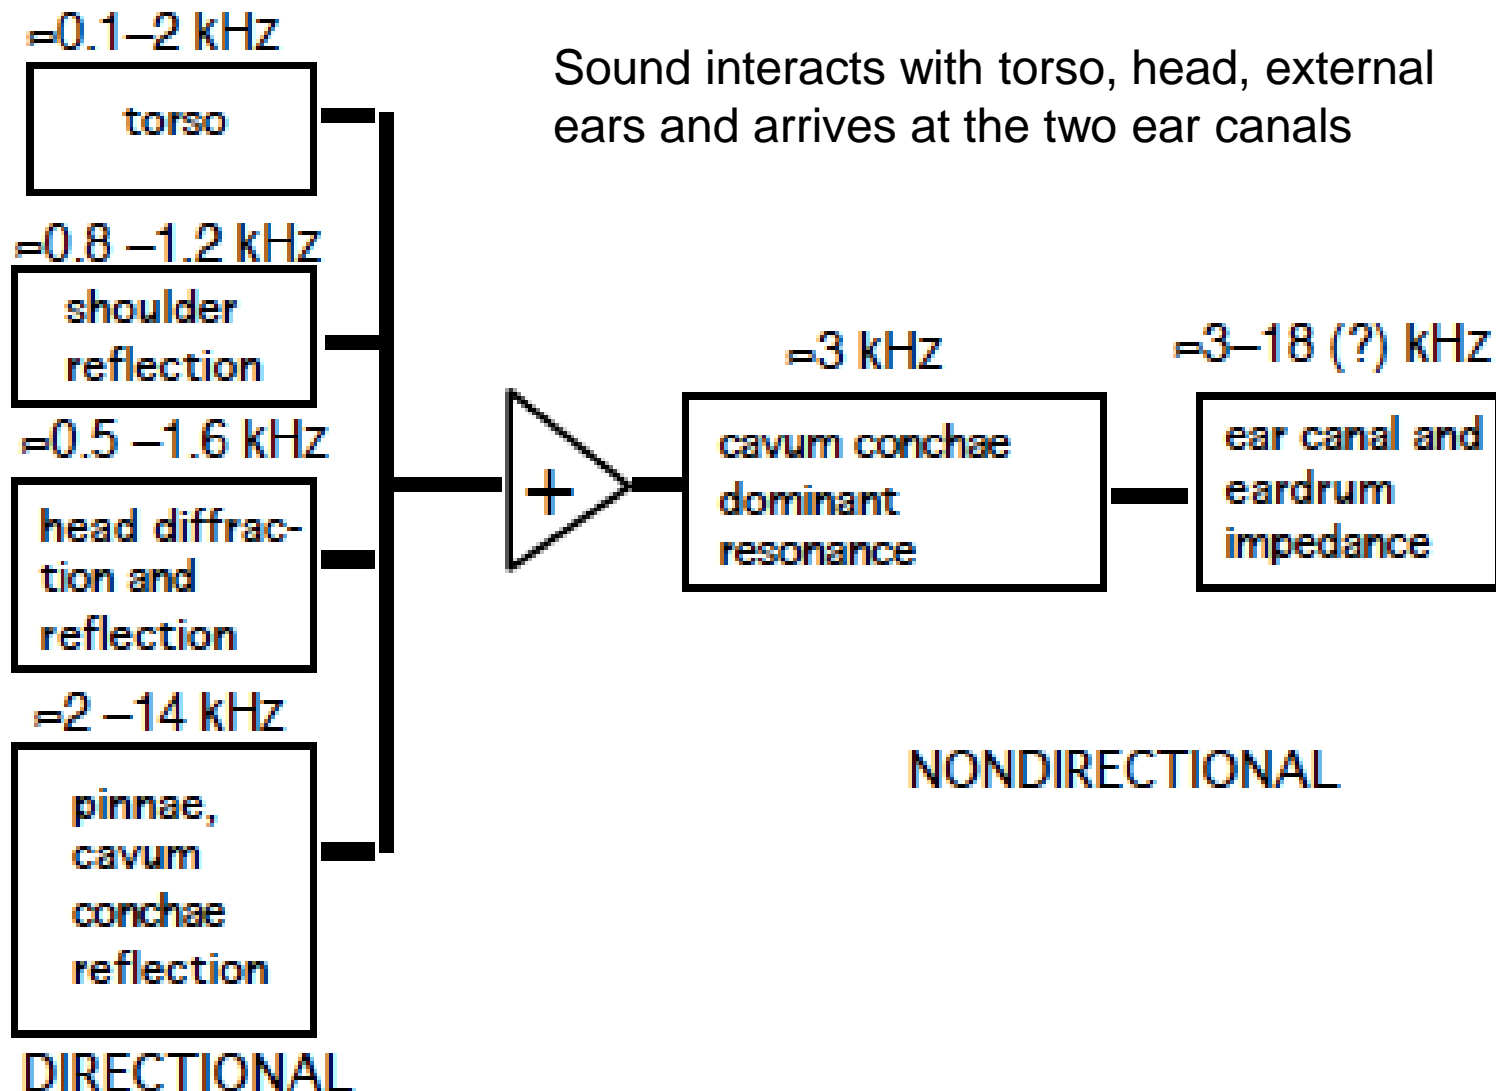 =0.1–2 kHz
torso
Sound interacts with torso, head, external
ears and arrives at the two ear canals
=0.8 –1.2 kHz
shoulder
reflection
=0.5 –1.6 kHz
head diffrac-
tion and
reflection
=2 –14 kHz
pinnae,
cavum
conchae
reflection
DIRECTIONAL
+
=3 kHz
cavum conchae
dominant
resonance
=3–18 (?) kHz
ear canal and
eardrum
impedance
NONDIRECTIONAL